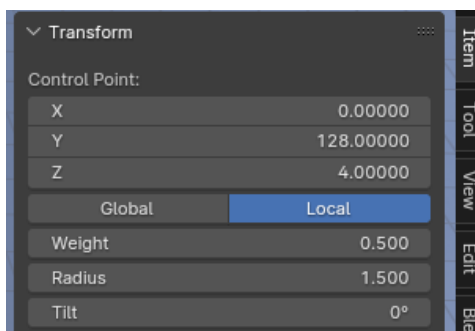 Transform
Control Point:
X 0.00000
Y 128.00000
Z 4.00000
Global Local
Weight 0.500
Radius 1.500
Tilt 0°
Item
Tool
View
Edit